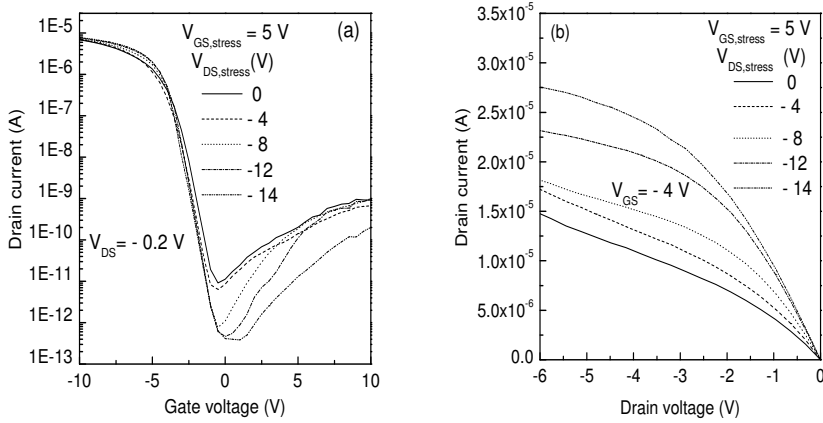 (a)
V_GS,stress = 5 V
V_DS,stress(V)
0
- 4
- 8
-12
- 14
V_DS= - 0.2 V
Drain current (A)
1E-5
1E-6
1E-7
1E-8
1E-9
1E-10
1E-11
1E-12
1E-13
-10
-5
0
5
10
Gate voltage (V)
(b)
V_GS,stress = 5 V
V_DS,stress (V)
0
- 4
- 8
-12
- 14
V_GS= - 4 V
Drain current (A)
3.5x10^-5
3.0x10^-5
2.5x10^-5
2.0x10^-5
1.5x10^-5
1.0x10^-5
5.0x10^-6
0.0
-6
-5
-4
-3
-2
-1
0
Drain voltage (V)